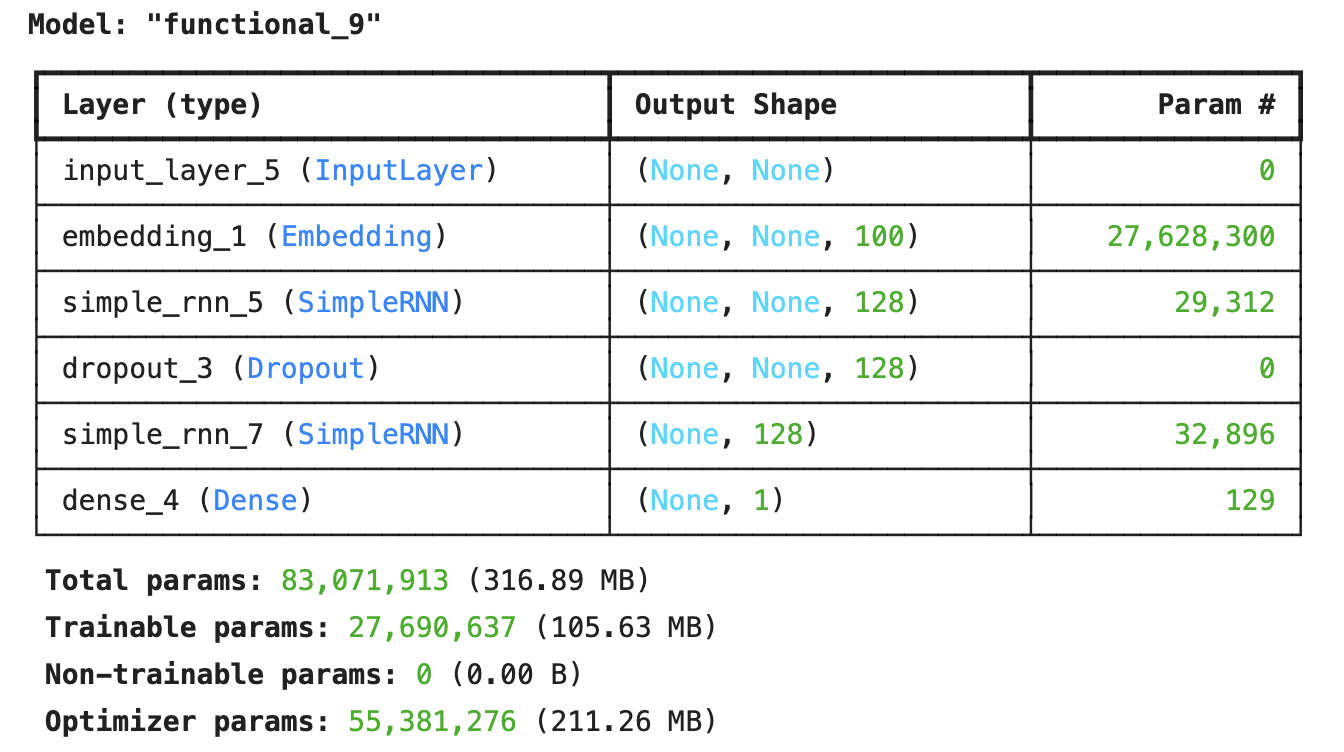 Model: "functional_9"
Layer (type) Output Shape Param #
input_layer_5 (InputLayer) (None, None) 0
embedding_1 (Embedding) (None, None, 100) 27,628,300
simple_rnn_5 (SimpleRNN) (None, None, 128) 29,312
dropout_3 (Dropout) (None, None, 128) 0
simple_rnn_7 (SimpleRNN) (None, 128) 32,896
dense_4 (Dense) (None, 1) 129
Total params: 83,071,913 (316.89 MB)
Trainable params: 27,690,637 (105.63 MB)
Non-trainable params: 0 (0.00 B)
Optimizer params: 55,381,276 (211.26 MB)